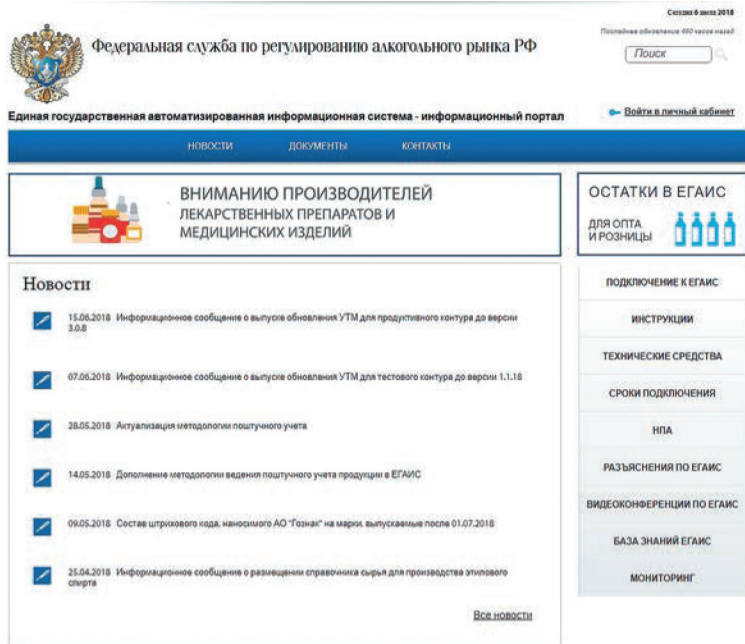 Сегодня 6 июля 2018
Последнее обновление 480 часов назад
Федеральная служба по регулированию алкогольного рынка РФ
Поиск
Единая государственная автоматизированная информационная система - информационный портал
Войти в личный кабинет
НОВОСТИ ДОКУМЕНТЫ КОНТАКТЫ
ВНИМАНИЮ ПРОИЗВОДИТЕЛЕЙ
ЛЕКАРСТВЕННЫХ ПРЕПАРАТОВ И
МЕДИЦИНСКИХ ИЗДЕЛИЙ
ОСТАТКИ В ЕГАИС
ДЛЯ ОПТА
И РОЗНИЦЫ
Новости
15.06.2018 Информационное сообщение о выпуске обновления УТМ для продуктивного контура до версии
3.0.8
07.06.2018 Информационное сообщение о выпуске обновления УТМ для тестового контура до версии 1.1.18
28.05.2018 Актуализация методологии поштучного учета
14.05.2018 Дополнение методологии ведения поштучного учета продукции в ЕГАИС
09.05.2018 Состав штрихового кода, наносимого АО "Гознак" на марки, выпускаемые после 01.07.2018
25.04.2018 Информационное сообщение о размещении справочника сырья для производства этилового
спирта
Все новости
ПОДКЛЮЧЕНИЕ К ЕГАИС
ИНСТРУКЦИИ
ТЕХНИЧЕСКИЕ СРЕДСТВА
СРОКИ ПОДКЛЮЧЕНИЯ
НПА
РАЗЪЯСНЕНИЯ ПО ЕГАИС
ВИДЕОКОНФЕРЕНЦИИ ПО ЕГАИС
БАЗА ЗНАНИЙ ЕГАИС
МОНИТОРИНГ